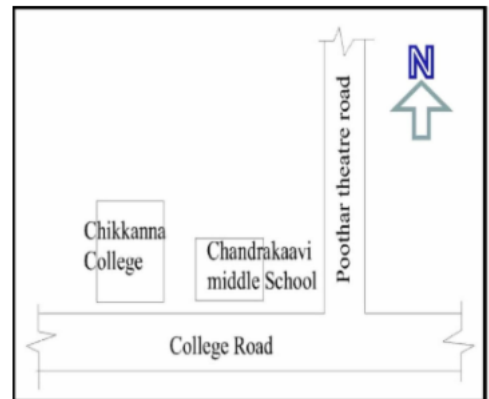 N
Poothar theatre road
Chikkanna
College
Chandrakaavi
middle School
College Road